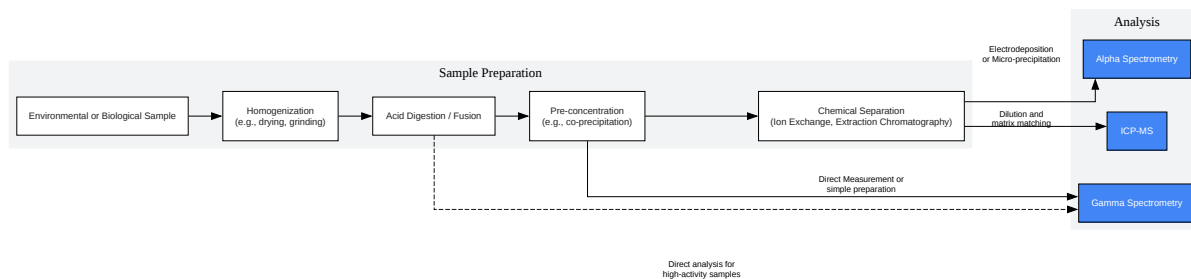 Analysis
Electrodeposition
or Micro-precipitation
Alpha Spectrometry
Sample Preparation
Environmental or Biological Sample
Homogenization
(e.g., drying, grinding)
Acid Digestion / Fusion
Pre-concentration
(e.g., co-precipitation)
Chemical Separation
(Ion Exchange, Extraction Chromatography)
Dilution and
matrix matching
ICP-MS
Direct Measurement or
simple preparation
Gamma Spectrometry
Direct analysis for
high-activity samples